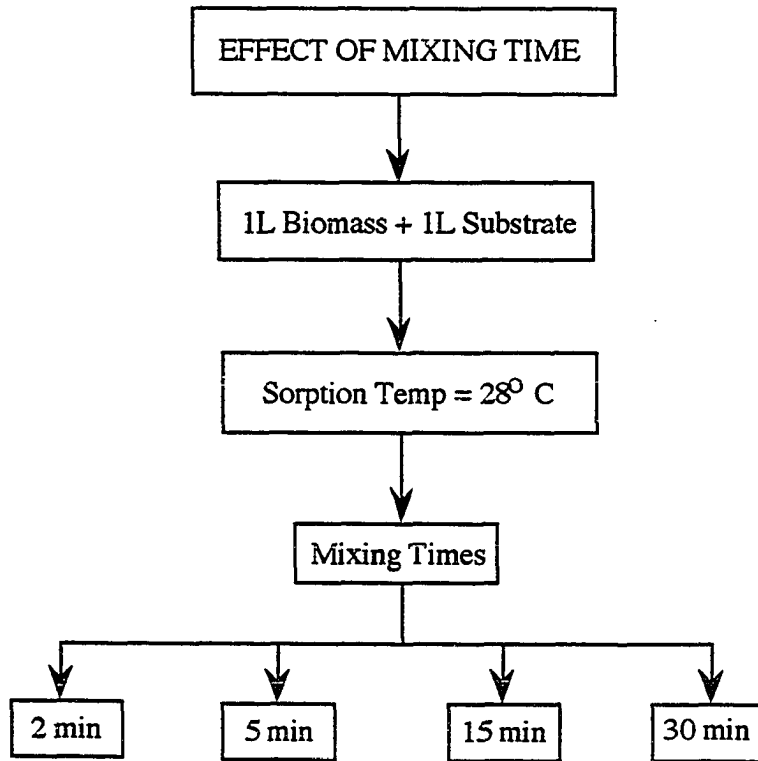 EFFECT OF MIXING TIME
1L Biomass + 1L Substrate
Sorption Temp = 28° C
Mixing Times
2 min
5 min
15 min
30 min